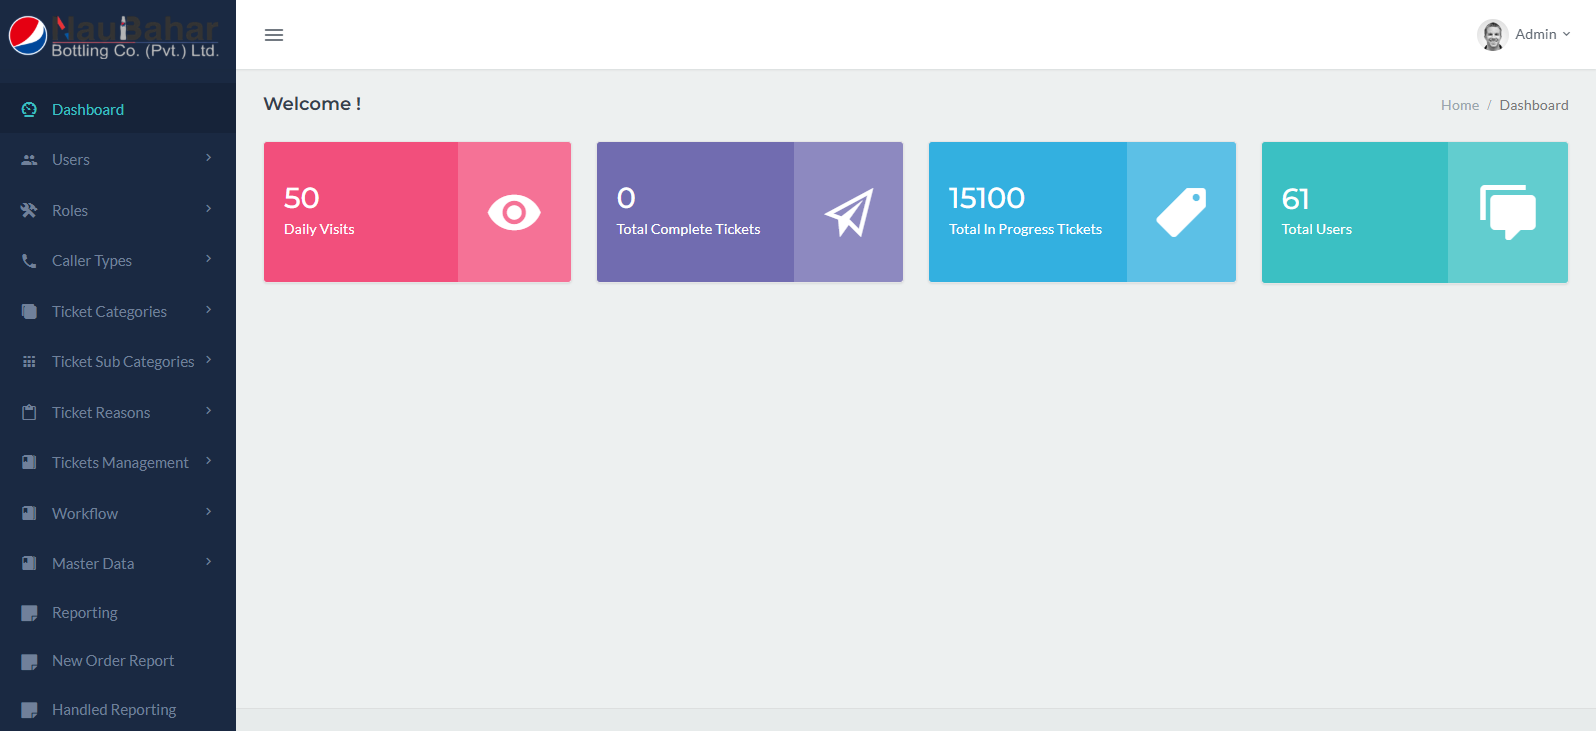 Nau Bahar
Bottling Co. (Pvt.) Ltd.
Admin
Dashboard
Users
Roles
Caller Types
Ticket Categories
Ticket Sub Categories
Ticket Reasons
Tickets Management
Workflow
Master Data
Reporting
New Order Report
Handled Reporting
Welcome !
Home / Dashboard
50
Daily Visits
0
Total Complete Tickets
15100
Total In Progress Tickets
61
Total Users